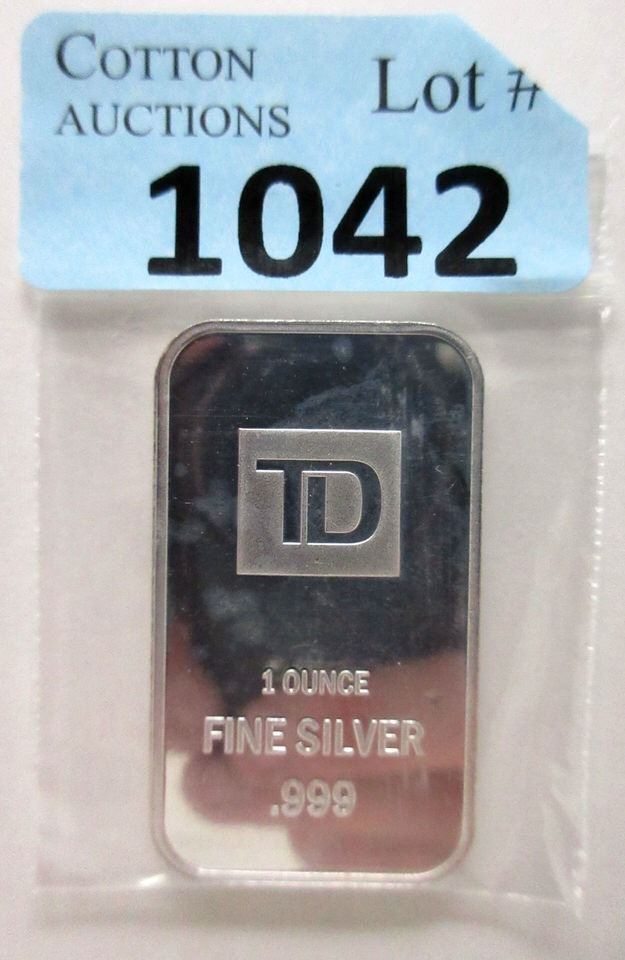 COTTON Lot #
AUCTIONS
1042
TD
1 OUNCE
FINE SILVER
.999